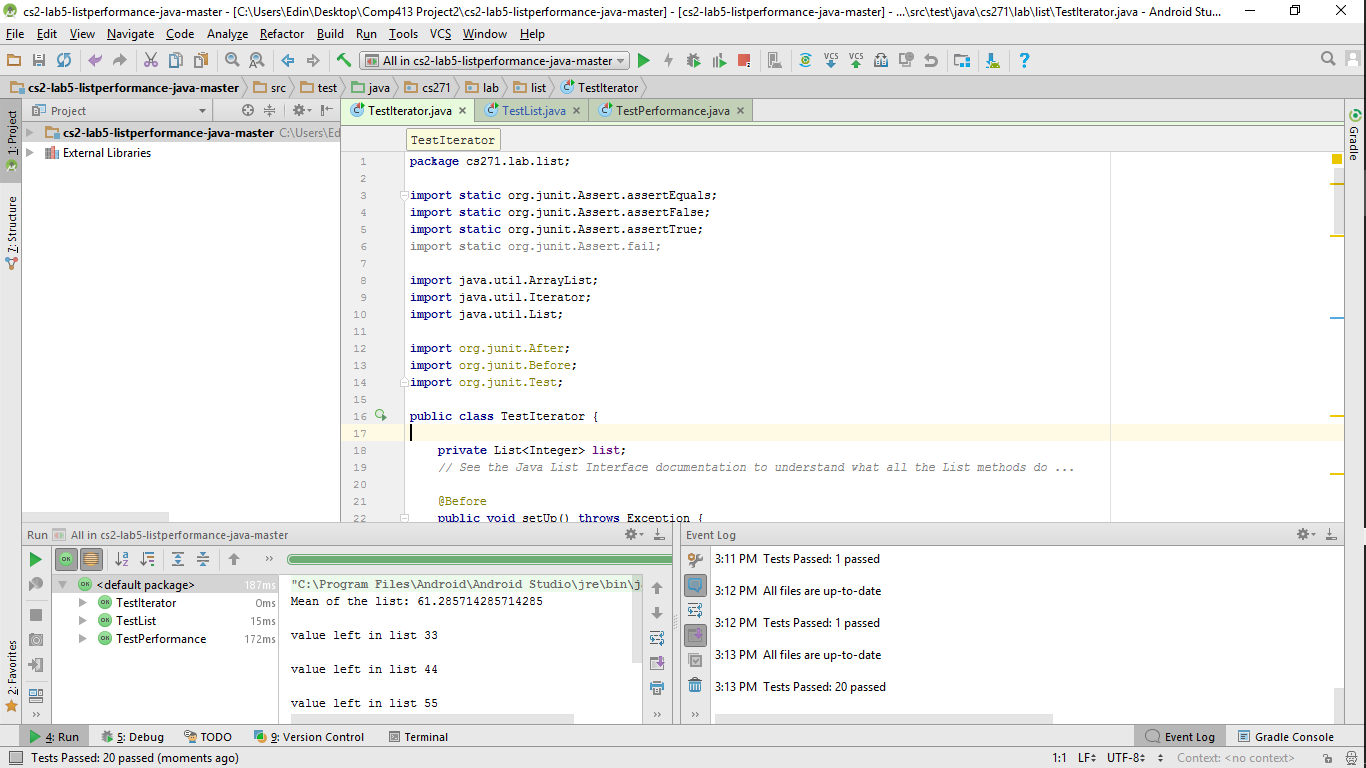 cs2-lab5-listperformance-java-master - [C:\Users\Edin\Desktop\Comp413 Project2\cs2-lab5-listperformance-java-master] - [cs2-lab5-listperformance-java-master] - ...\src\test\java\cs271\lab\list\TestIterator.java - Android Stu...
File Edit View Navigate Code Analyze Refactor Build Run Tools VCS Window Help
All in cs2-lab5-listperformance-java-master
VCS VCS
cs2-lab5-listperformance-java-master src test java cs271 lab list TestIterator
1: Project
7: Structure
2: Favorites
Project
cs2-lab5-listperformance-java-master C:\Users\Ed
External Libraries
TestIterator.java TestList.java TestPerformance.java
Gradle
TestIterator
1 package cs271.lab.list;
2
3 import static org.junit.Assert.assertEquals;
4 import static org.junit.Assert.assertFalse;
5 import static org.junit.Assert.assertTrue;
6 import static org.junit.Assert.fail;
7
8 import java.util.ArrayList;
9 import java.util.Iterator;
10 import java.util.List;
11
12 import org.junit.After;
13 import org.junit.Before;
14 import org.junit.Test;
15
16 public class TestIterator {
17
18 private List<Integer> list;
19 // See the Java List Interface documentation to understand what all the List methods do ...
20
21 @Before
22 public void setUp() throws Exception {
Run All in cs2-lab5-listperformance-java-master
<default package> 187ms
TestIterator 0ms
TestList 15ms
TestPerformance 172ms
"C:\Program Files\Android\Android Studio\jre\bin\j
Mean of the list: 61.285714285714285
value left in list 33
value left in list 44
value left in list 55
Event Log
3:11 PM Tests Passed: 1 passed
3:12 PM All files are up-to-date
3:12 PM Tests Passed: 1 passed
3:13 PM All files are up-to-date
3:13 PM Tests Passed: 20 passed
4: Run 5: Debug TODO 9: Version Control Terminal Event Log Gradle Console
Tests Passed: 20 passed (moments ago) 1:1 LF UTF-8 Context: <no context>